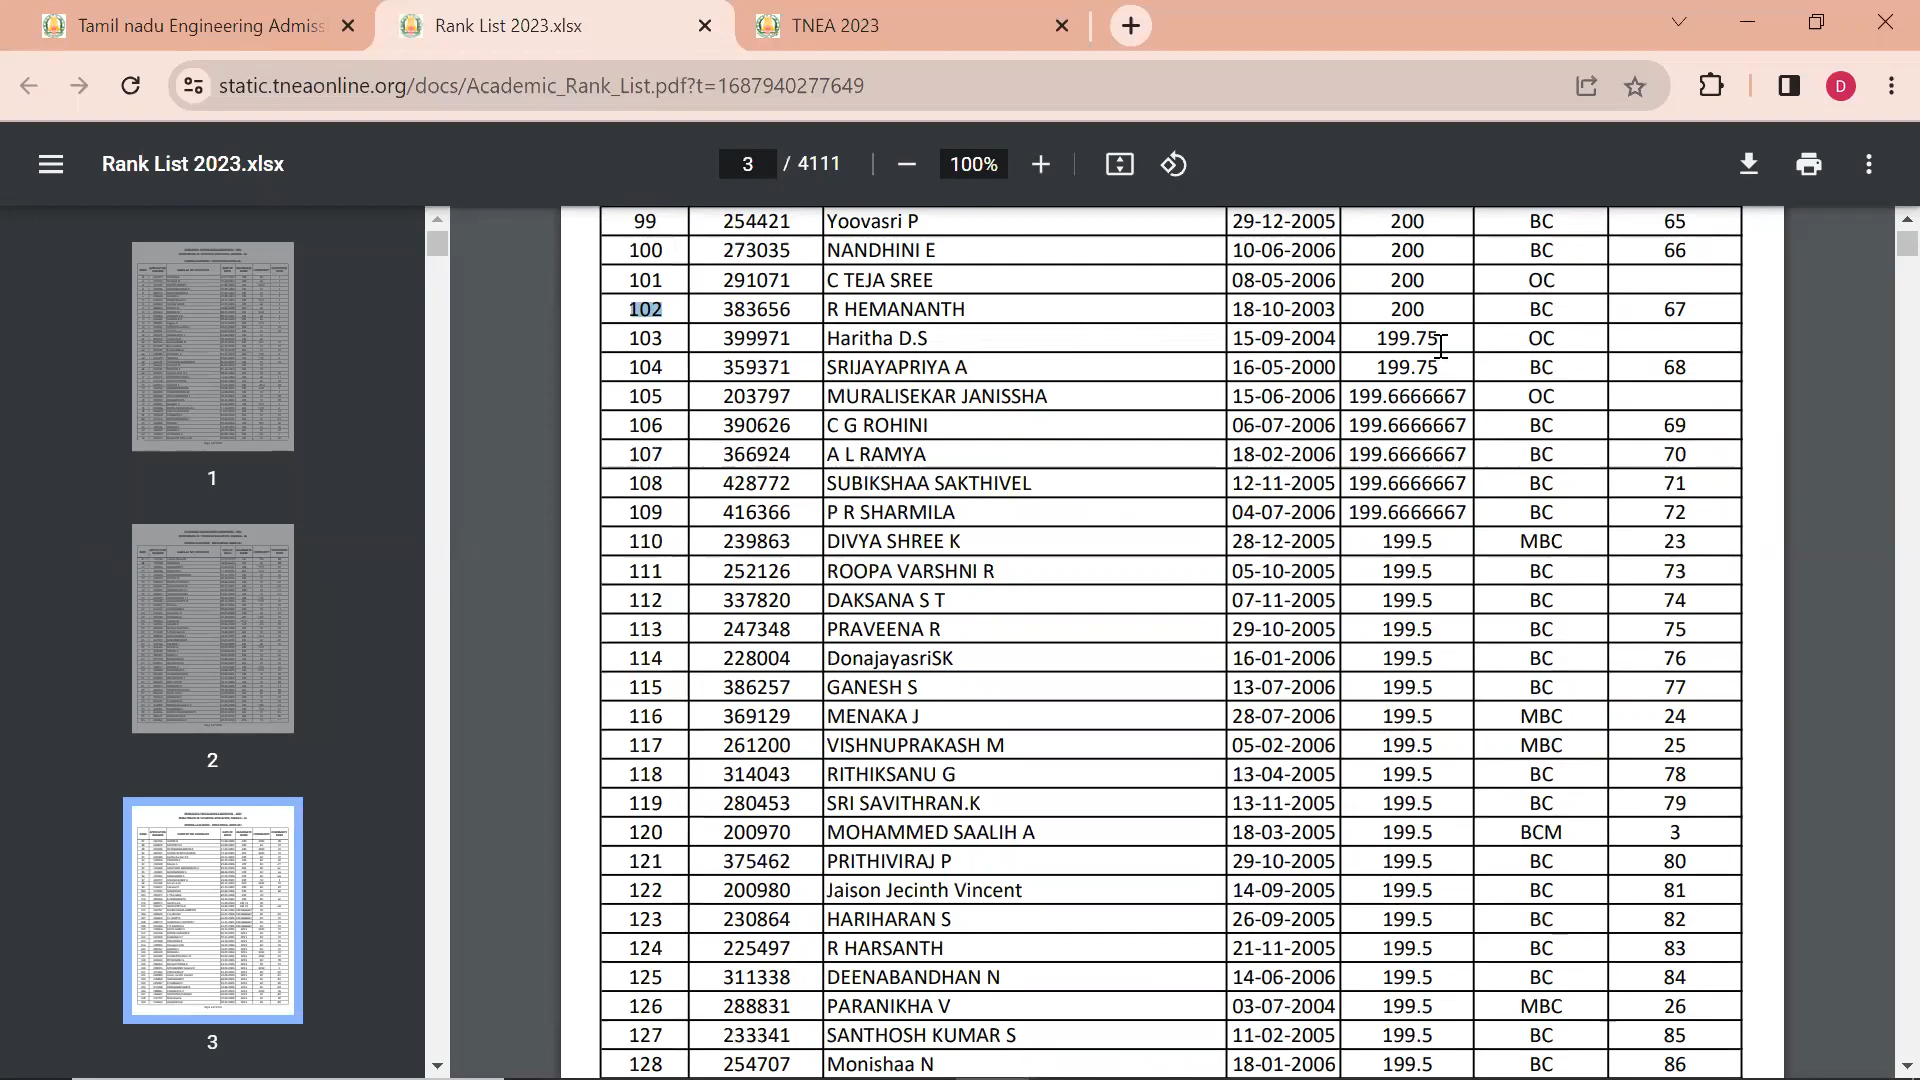 Tamil nadu Engineering Admiss
Rank List 2023.xlsx
TNEA 2023
static.tneaonline.org/docs/Academic_Rank_List.pdf?t=1687940277649
D
Rank List 2023.xlsx
3 / 4111
100%
1
2
3
99 254421 Yoovasri P 29-12-2005 200 BC 65
100 273035 NANDHINI E 10-06-2006 200 BC 66
101 291071 C TEJA SREE 08-05-2006 200 OC
102 383656 R HEMANANTH 18-10-2003 200 BC 67
103 399971 Haritha D.S 15-09-2004 199.75 OC
104 359371 SRIJAYAPRIYA A 16-05-2000 199.75 BC 68
105 203797 MURALISEKAR JANISSHA 15-06-2006 199.6666667 OC
106 390626 C G ROHINI 06-07-2006 199.6666667 BC 69
107 366924 A L RAMYA 18-02-2006 199.6666667 BC 70
108 428772 SUBIKSHAA SAKTHIVEL 12-11-2005 199.6666667 BC 71
109 416366 P R SHARMILA 04-07-2006 199.6666667 BC 72
110 239863 DIVYA SHREE K 28-12-2005 199.5 MBC 23
111 252126 ROOPA VARSHNI R 05-10-2005 199.5 BC 73
112 337820 DAKSANA S T 07-11-2005 199.5 BC 74
113 247348 PRAVEENA R 29-10-2005 199.5 BC 75
114 228004 DonajayasriSK 16-01-2006 199.5 BC 76
115 386257 GANESH S 13-07-2006 199.5 BC 77
116 369129 MENAKA J 28-07-2006 199.5 MBC 24
117 261200 VISHNUPRAKASH M 05-02-2006 199.5 MBC 25
118 314043 RITHIKSANU G 13-04-2005 199.5 BC 78
119 280453 SRI SAVITHRAN.K 13-11-2005 199.5 BC 79
120 200970 MOHAMMED SAALIH A 18-03-2005 199.5 BCM 3
121 375462 PRITHIVIRAJ P 29-10-2005 199.5 BC 80
122 200980 Jaison Jecinth Vincent 14-09-2005 199.5 BC 81
123 230864 HARIHARAN S 26-09-2005 199.5 BC 82
124 225497 R HARSANTH 21-11-2005 199.5 BC 83
125 311338 DEENABANDHAN N 14-06-2006 199.5 BC 84
126 288831 PARANIKHA V 03-07-2004 199.5 MBC 26
127 233341 SANTHOSH KUMAR S 11-02-2005 199.5 BC 85
128 254707 Monishaa N 18-01-2006 199.5 BC 86